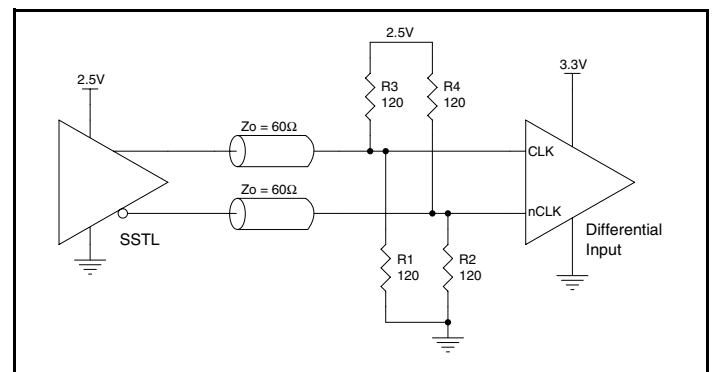 2.5V
2.5V
3.3V
R3
120
R4
120
Zo = 60Ω
CLK
Zo = 60Ω
nCLK
SSTL
Differential
Input
R1
120
R2
120